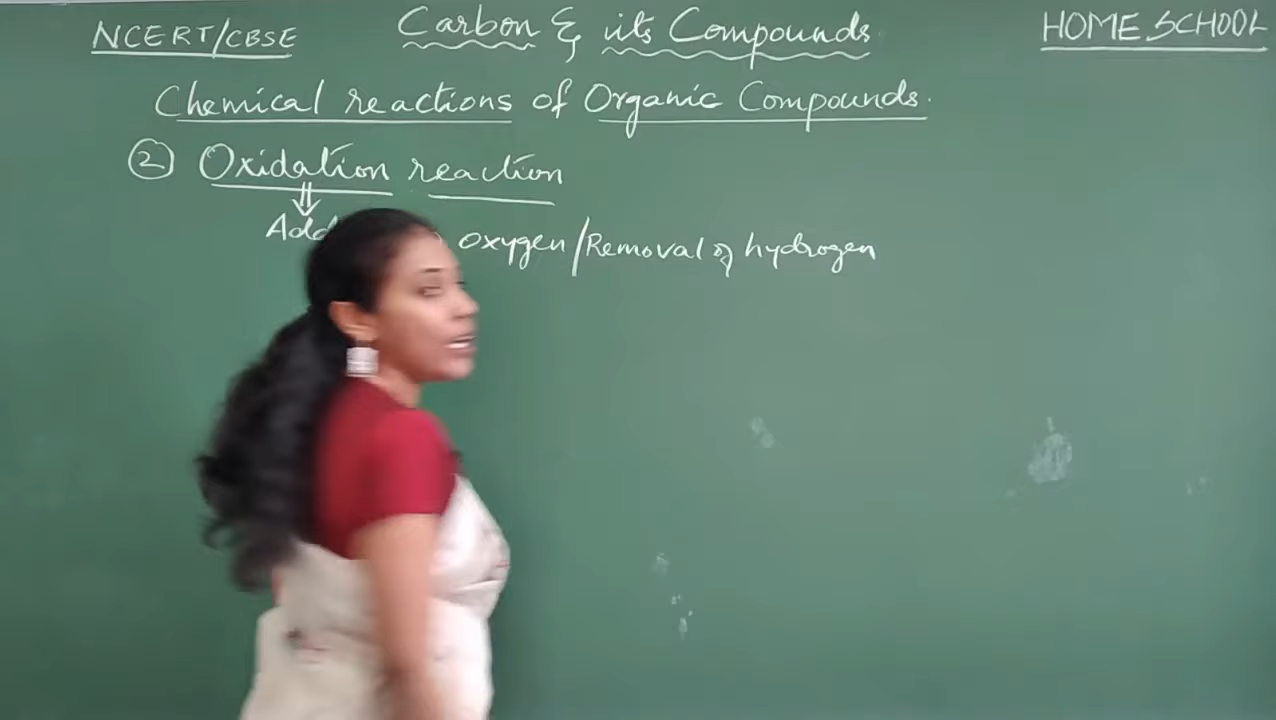 NCERT/CBSE
Carbon & its Compounds
HOME SCHOOL
Chemical reactions of Organic Compounds.
② Oxidation reaction
⇓
Add oxygen/Removal of hydrogen